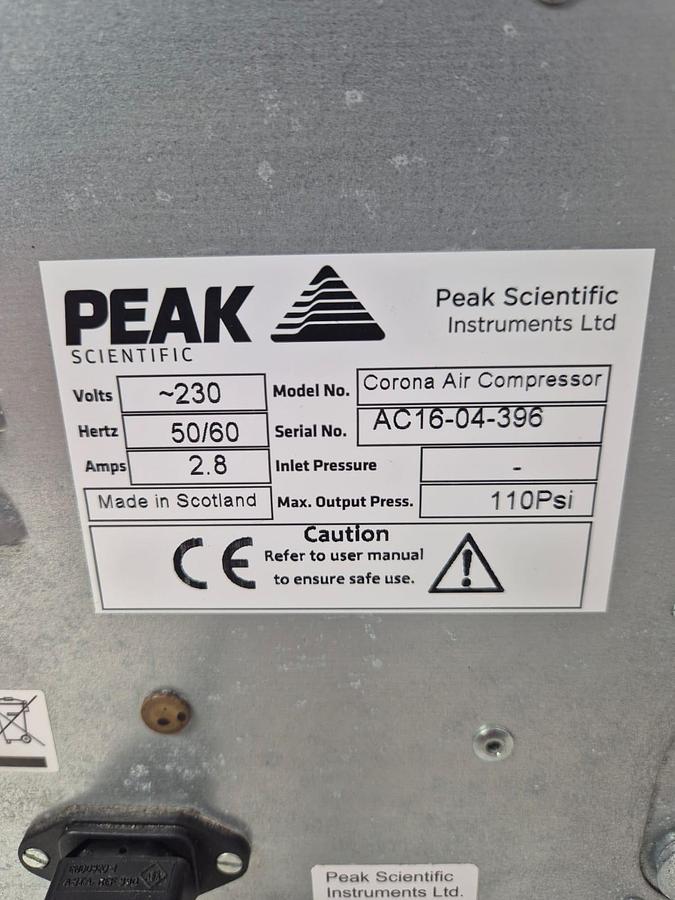 PEAK
SCIENTIFIC
Peak Scientific
Instruments Ltd
Volts ~230 Model No. Corona Air Compressor
Hertz 50/60 Serial No. AC16-04-396
Amps 2.8 Inlet Pressure -
Made in Scotland Max. Output Press. 110Psi
CE
Caution
Refer to user manual
to ensure safe use.
!
Peak Scientific
Instruments Ltd.